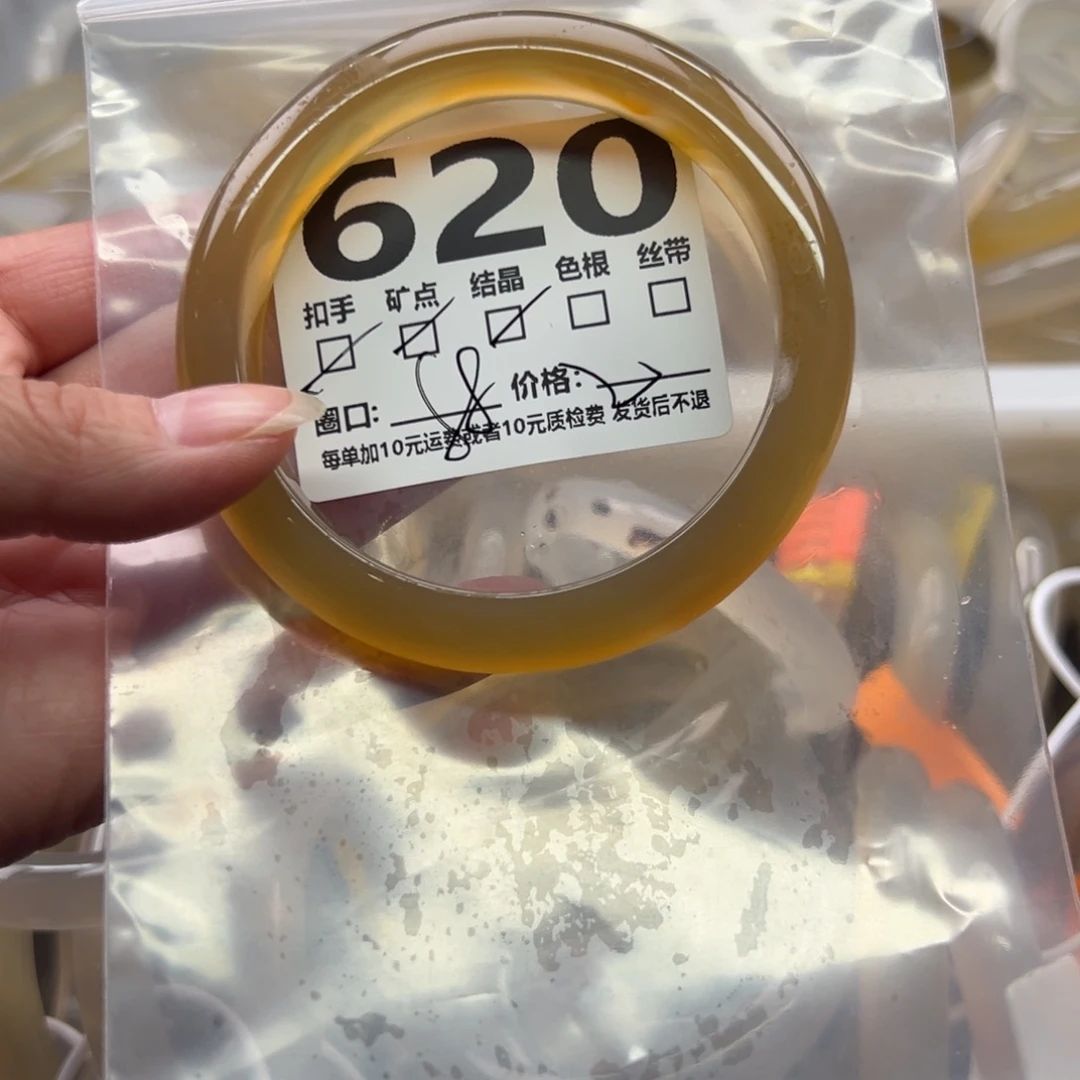 620
扣手 矿点 结晶 色根 丝带
圈口: 8 价格:
每单加10元运费或者10元质检费 发货后不退